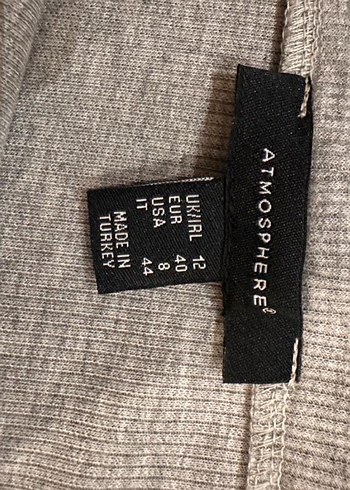 ATMOSPHERE
UK/IRL 12
EUR 40
USA 8
IT 44
MADE IN
TURKEY